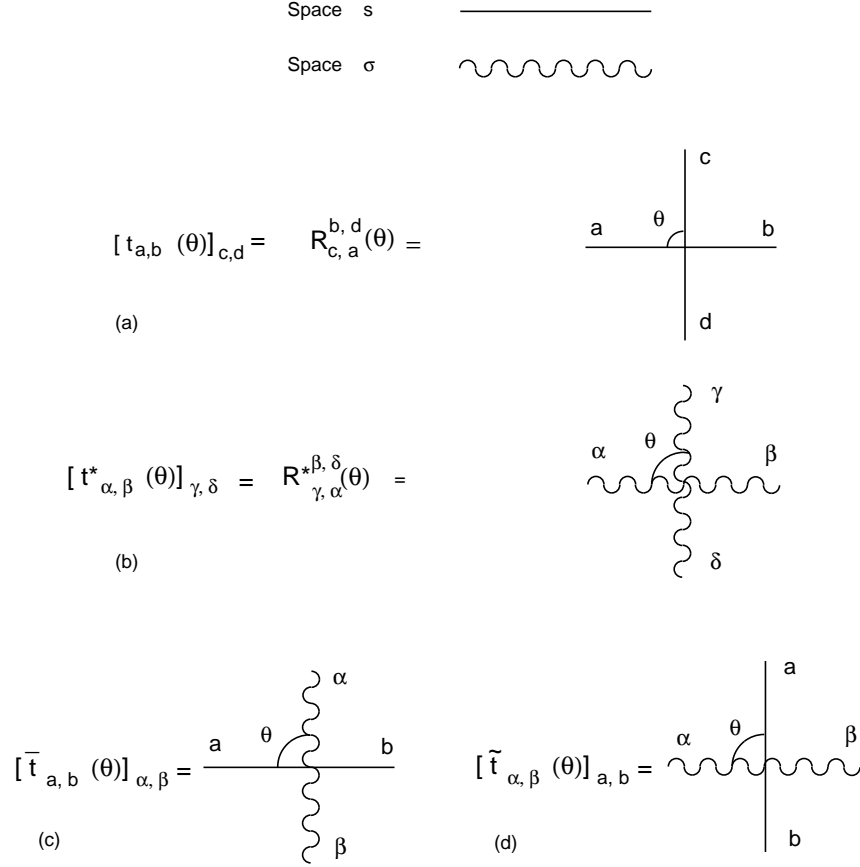 Space s
Space σ
[ t a,b (θ)] c,d = R b, d c, a (θ) =
a θ c b d
(a)
[ t* α, β (θ)] γ, δ = R* β, δ γ, α (θ) =
α θ γ β δ
(b)
[ t̅ a, b (θ)] α, β =
a θ α b β
(c)
[ t̃ α, β (θ)] a, b =
α θ a β b
(d)